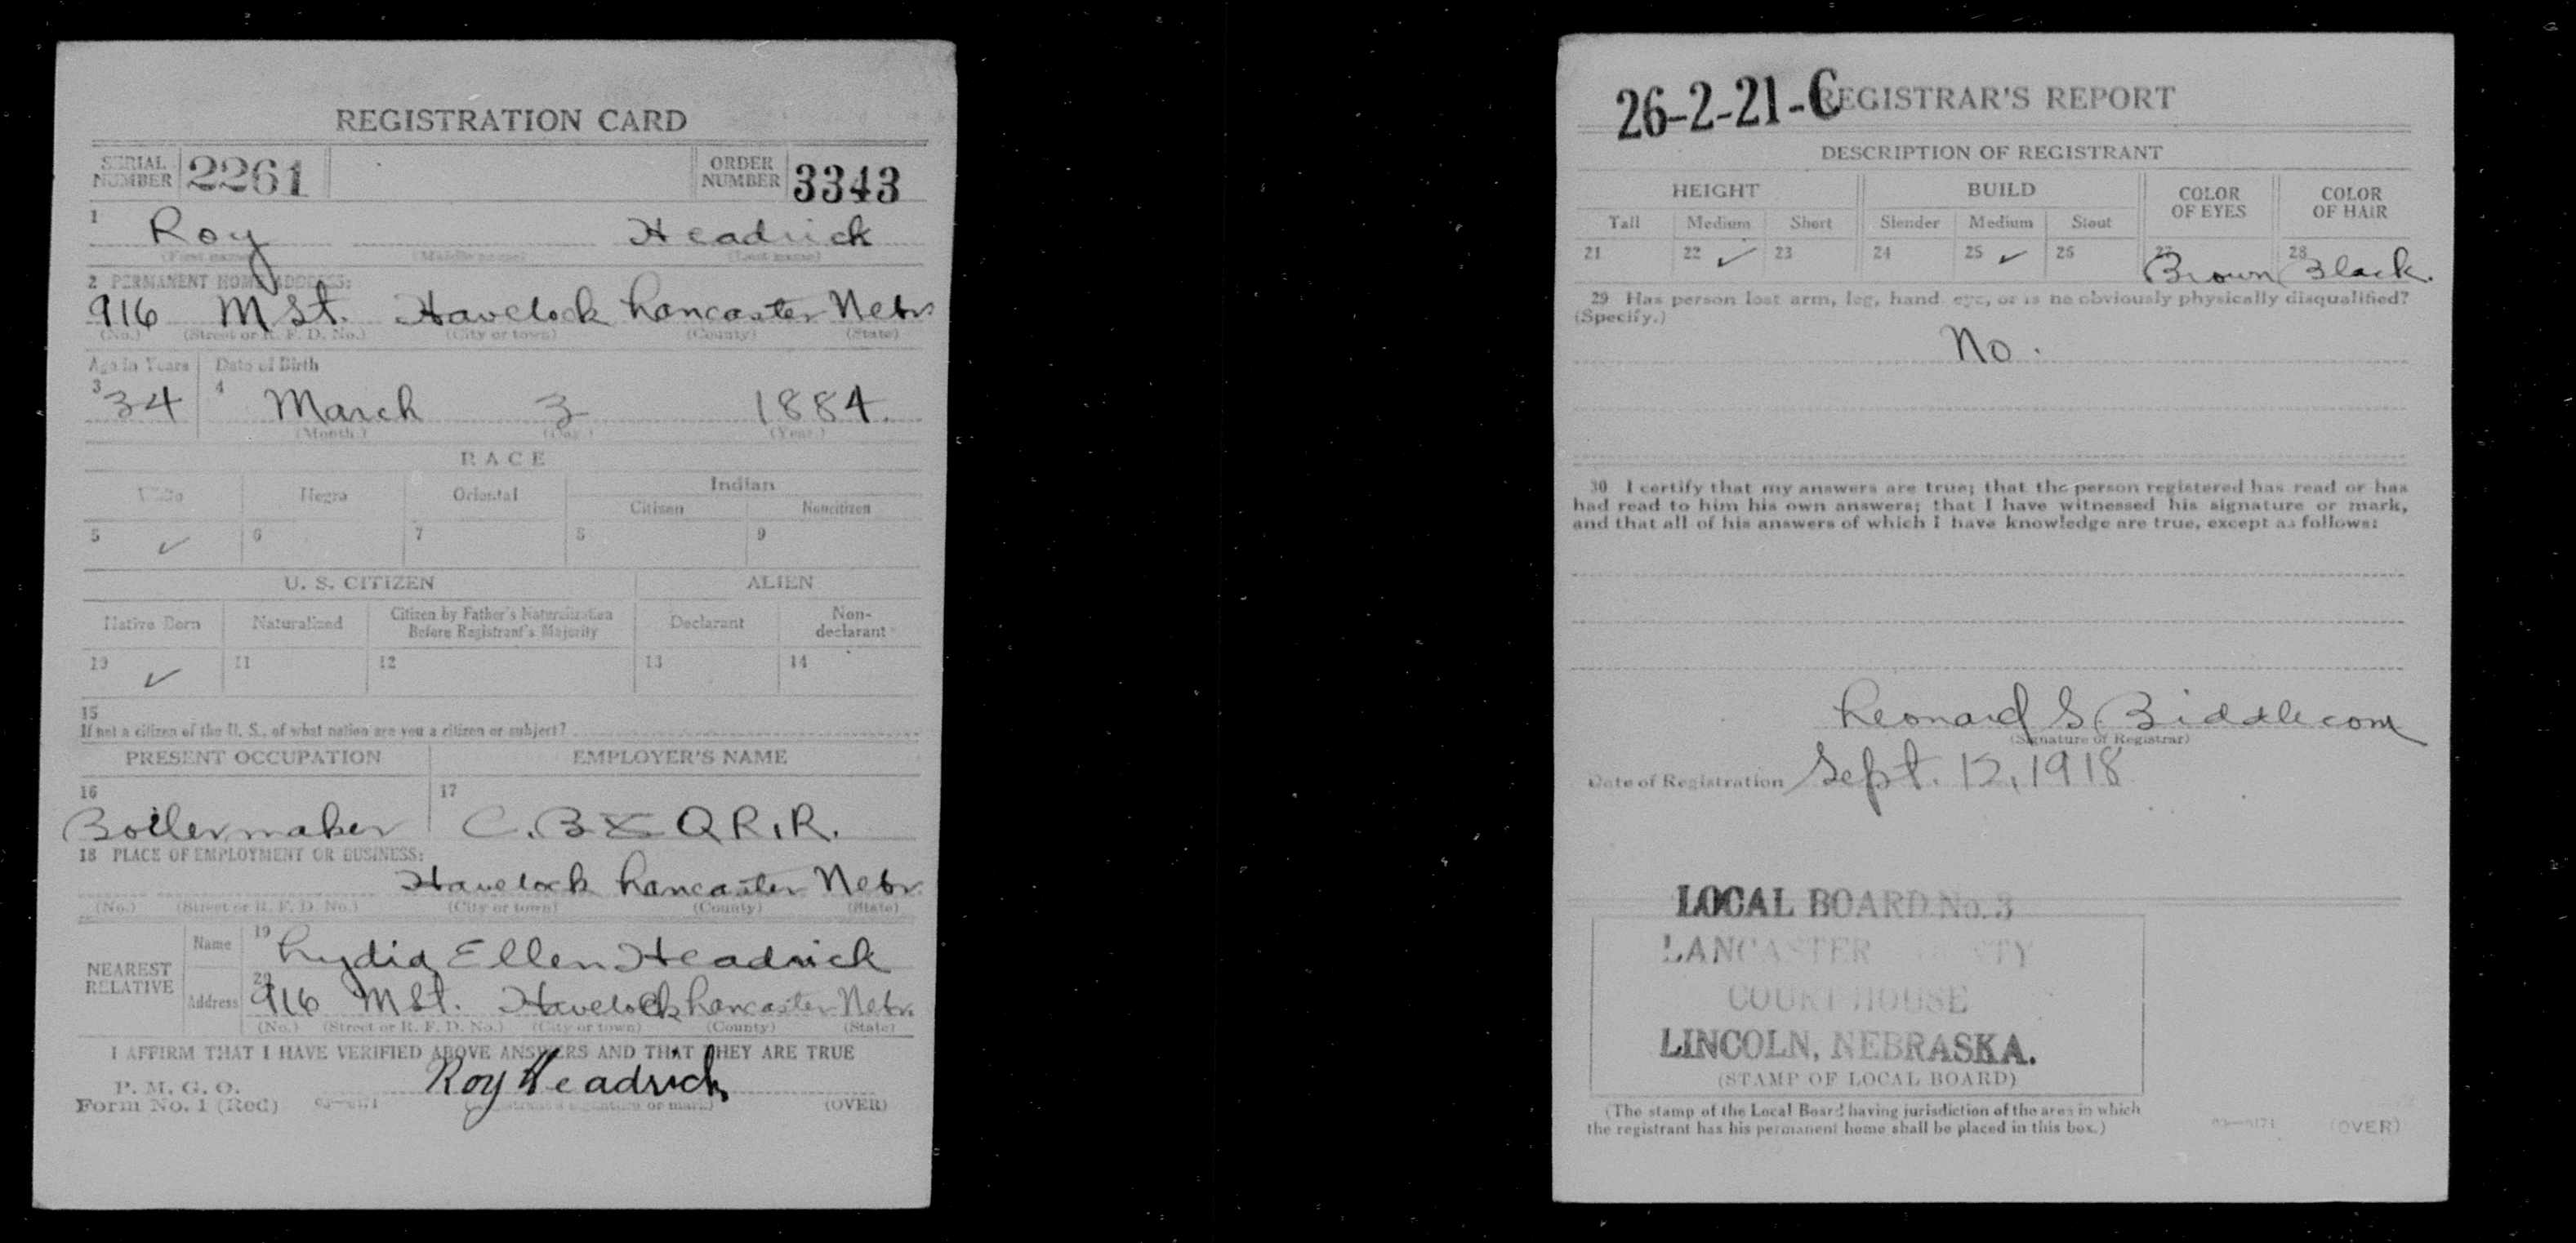 REGISTRATION CARD
SERIAL NUMBER 2261 ORDER NUMBER 3343
1 Roy Headrick
(First name) (Middle name) (Last name)
2 PERMANENT HOME ADDRESS:
916 M St. Havelock Lancaster Nebr
(No.) (Street or R. F. D. No.) (City or town) (County) (State)
Age in Years Date of Birth
3 34 4 March 3 1884.
(Month.) (Day.) (Year.)
RACE
White Negro Oriental Indian
Citizen Noncitizen
5 ✓ 6 7 8 9
U. S. CITIZEN ALIEN
Native Born Naturalized Citizen by Father's Naturalization Before Registrant's Majority Declarant Non-declarant
10 ✓ 11 12 13 14
15
If not a citizen of the U. S., of what nation are you a citizen or subject?
PRESENT OCCUPATION EMPLOYER'S NAME
16 17
Boilermaker C. B & Q R. R.
18 PLACE OF EMPLOYMENT OR BUSINESS:
Havelock Lancaster Nebr.
(No.) (Street or R. F. D. No.) (City or town) (County) (State)
NEAREST RELATIVE Name 19 Lydia Ellen Headrick
Address 20 916 M St. Havelock Lancaster Nebr.
(No.) (Street or R. F. D. No.) (City or town) (County) (State)
I AFFIRM THAT I HAVE VERIFIED ABOVE ANSWERS AND THAT THEY ARE TRUE
P. M. G. O.
Form No. 1 (Red) Roy Headrick (OVER)
26-2-21-C REGISTRAR'S REPORT
DESCRIPTION OF REGISTRANT
HEIGHT BUILD COLOR OF EYES COLOR OF HAIR
Tall Medium Short Slender Medium Stout
21 22 ✓ 23 24 25 ✓ 26 27 Brown 28 Black.
29 Has person lost arm, leg, hand, eye, or is he obviously physically disqualified?
(Specify.)
No.
30 I certify that my answers are true; that the person registered has read or has
had read to him his own answers; that I have witnessed his signature or mark,
and that all of his answers of which I have knowledge are true, except as follows:
Leonard S. Biddlecom
(Signature of Registrar)
Date of Registration Sept. 12, 1918
LOCAL BOARD No. 3
LANCASTER COUNTY
COURT HOUSE
LINCOLN, NEBRASKA.
(STAMP OF LOCAL BOARD)
(The stamp of the Local Board having jurisdiction of the area in which
the registrant has his permanent home shall be placed in this box.)
03—6171 (OVER)